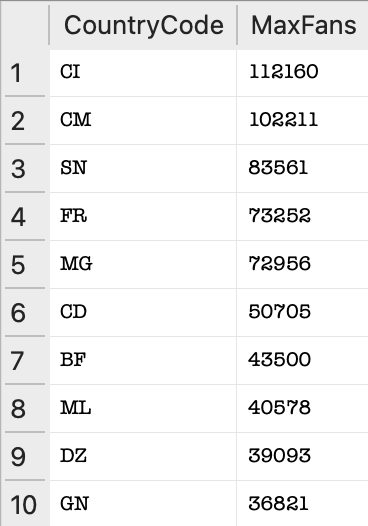 CountryCode MaxFans
1 CI 112160
2 CM 102211
3 SN 83561
4 FR 73252
5 MG 72956
6 CD 50705
7 BF 43500
8 ML 40578
9 DZ 39093
10 GN 36821